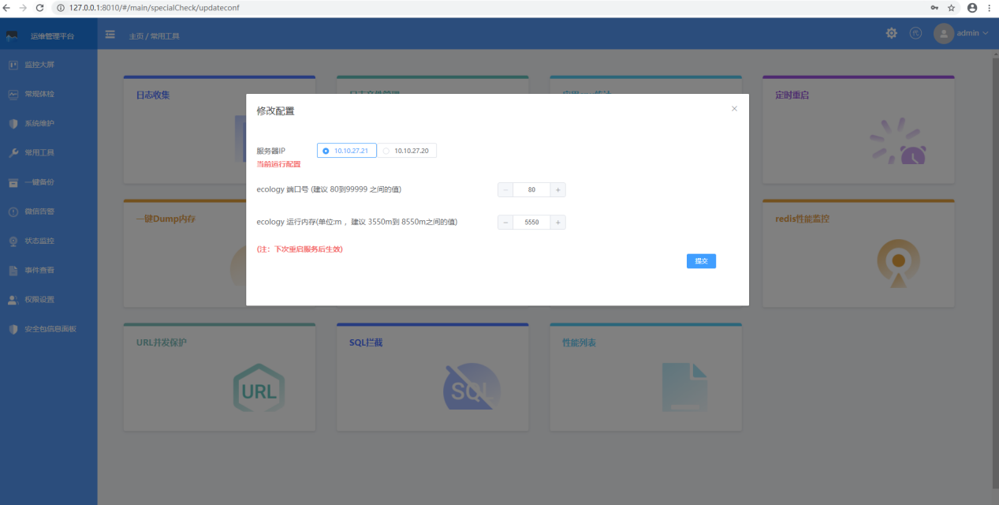 127.0.0.1:8010/#/main/specialCheck/updateconf
运维管理平台
主页 / 常用工具
代
admin
监控大屏
常规体检
系统维护
常用工具
一键备份
微信告警
状态监控
事件查看
权限设置
安全包信息面板
日志收集
定时重启
修改配置
服务器IP
10.10.27.21
10.10.27.20
当前运行配置
ecology 端口号 (建议 80到99999 之间的值)
80
ecology 运行内存(单位:m ，建议 3550m到 8550m之间的值)
5550
(注：下次重启服务后生效)
提交
一键Dump内存
redis性能监控
URL并发保护
URL
SQL拦截
SQL
性能列表